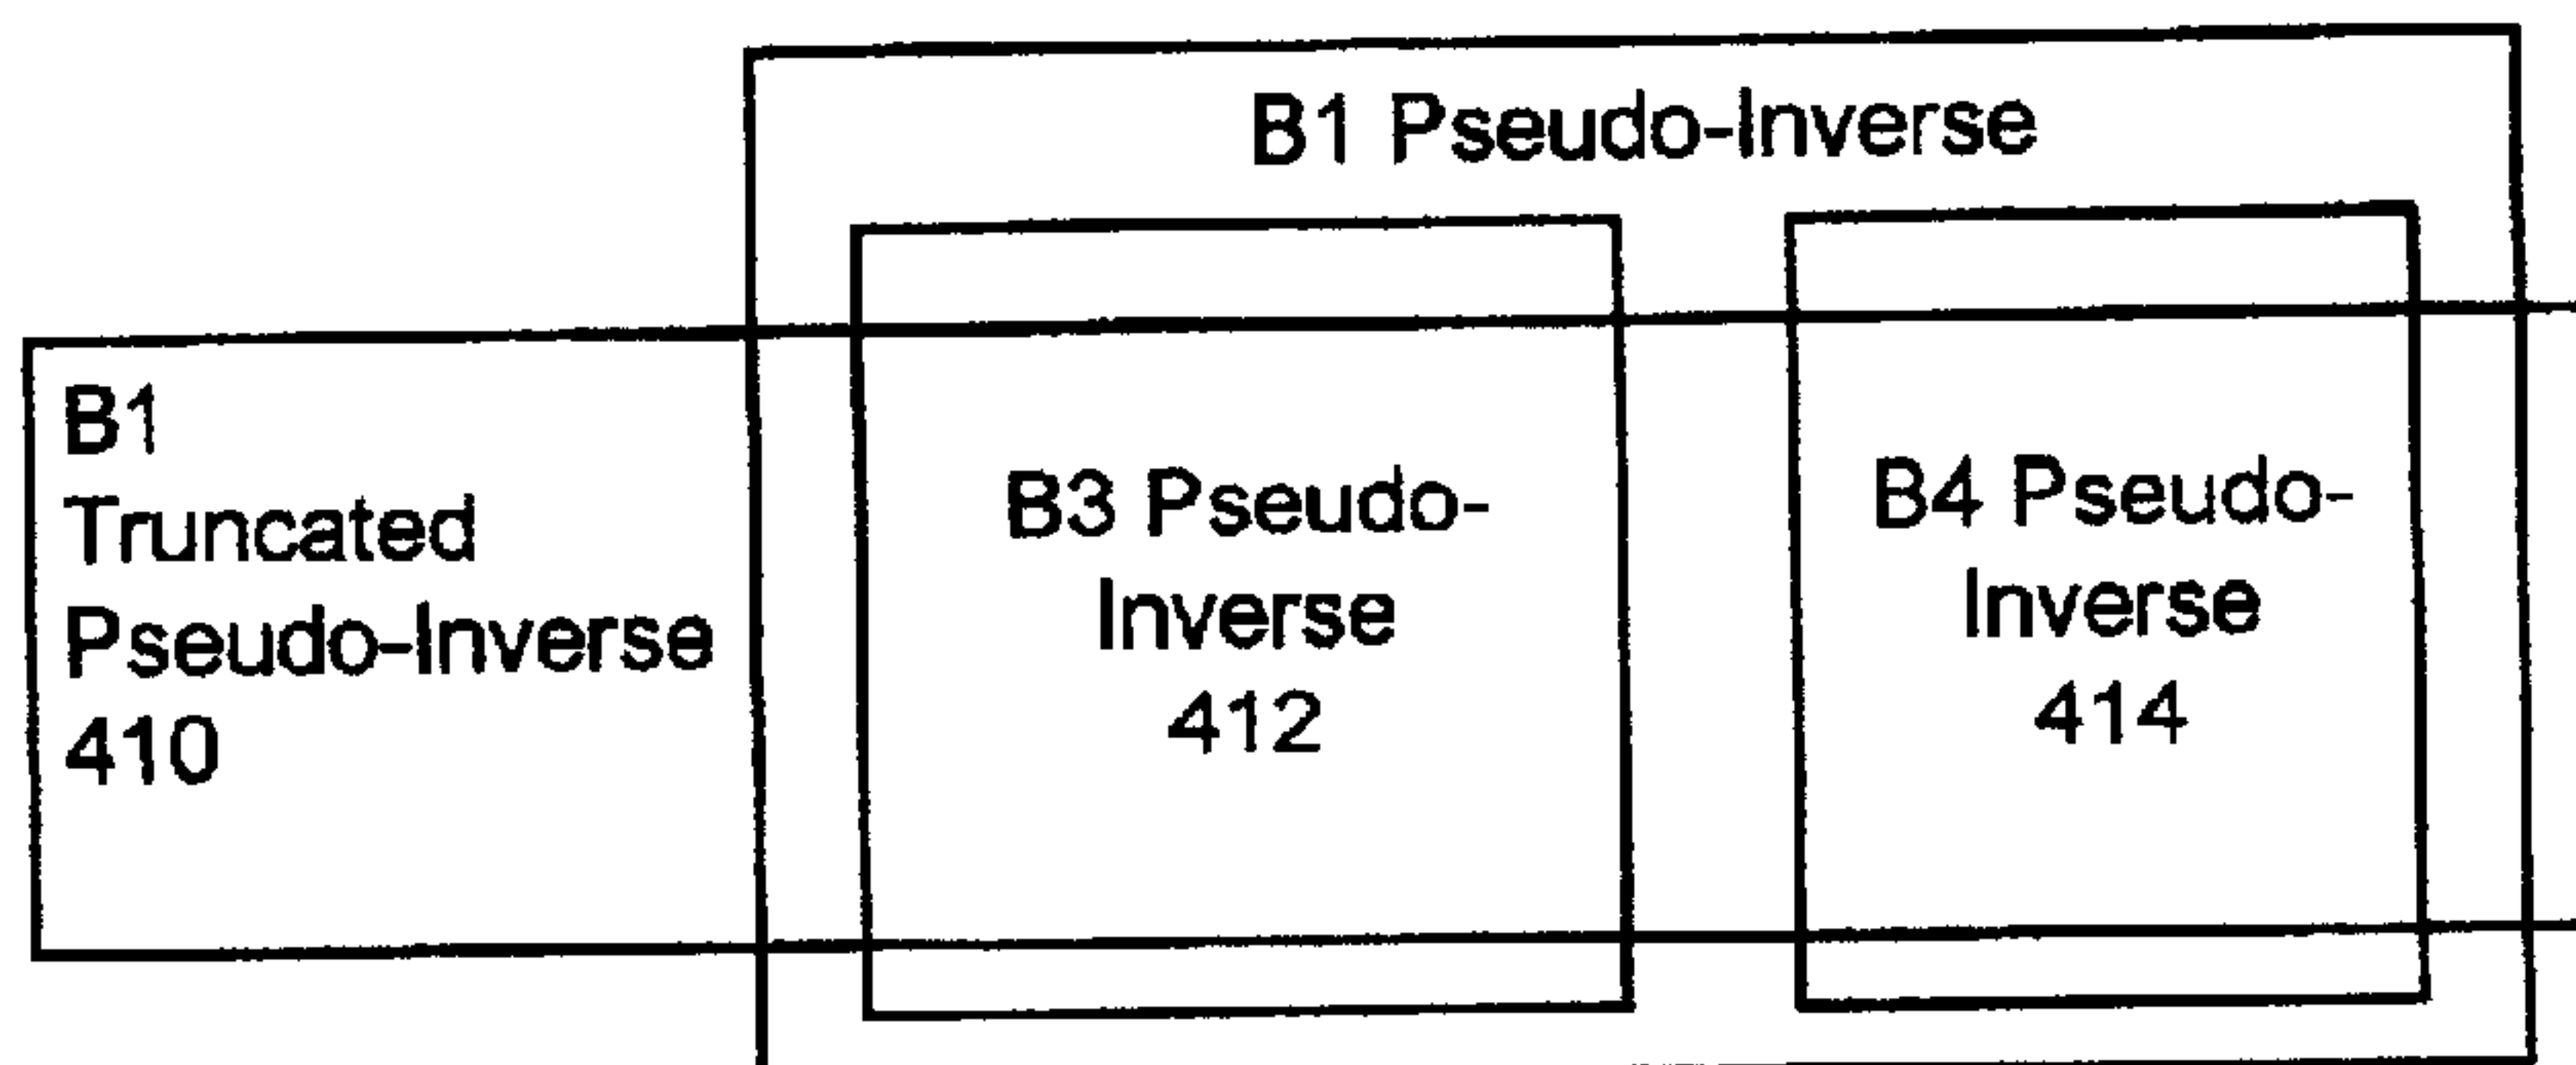 B1 Pseudo-Inverse
B1
Truncated
Pseudo-Inverse
410
B3 Pseudo-
Inverse
412
B4 Pseudo-
Inverse
414